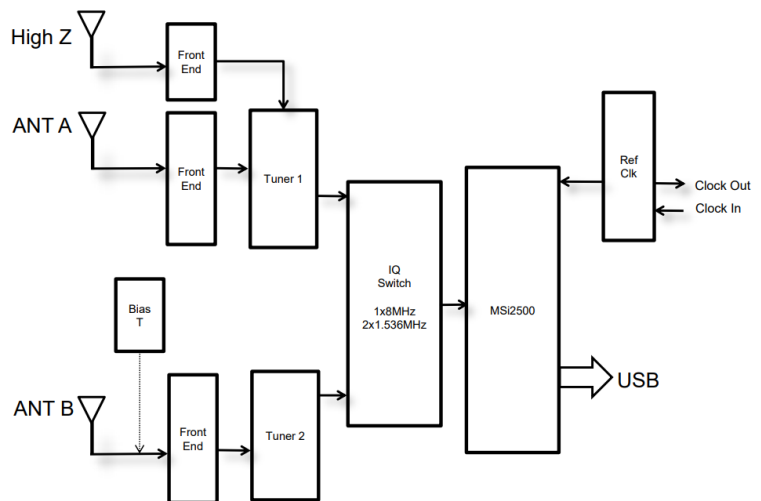 High Z
Front
End
ANT A
Front
End
Tuner 1
Ref
Clk
Clock Out
Clock In
IQ
Switch
1x8MHz
2x1.536MHz
MSi2500
Bias
T
USB
ANT B
Front
End
Tuner 2